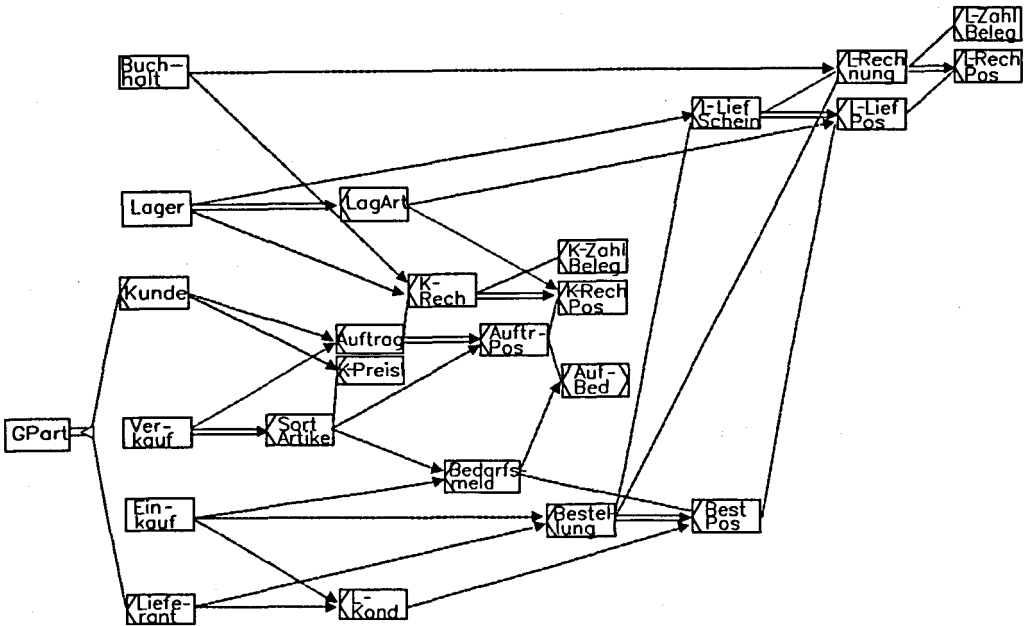 L-Zahl
Beleg
Buch-
halt
L-Rech
nung
L-Rech
Pos
L-Lief
Schein
L-Lief
Pos
Lager
LagArt
K-Zahl
Beleg
Kunde
K-
Rech
K-Rech
Pos
Auftrag
Auftr-
Pos
K-Preis
Auf-
Bed
GPart
Ver-
kauf
Sort
Artike
Bedarfs-
meld
Ein-
kauf
Bestel-
lung
Best
Pos
Liefe-
rant
L-
Kond